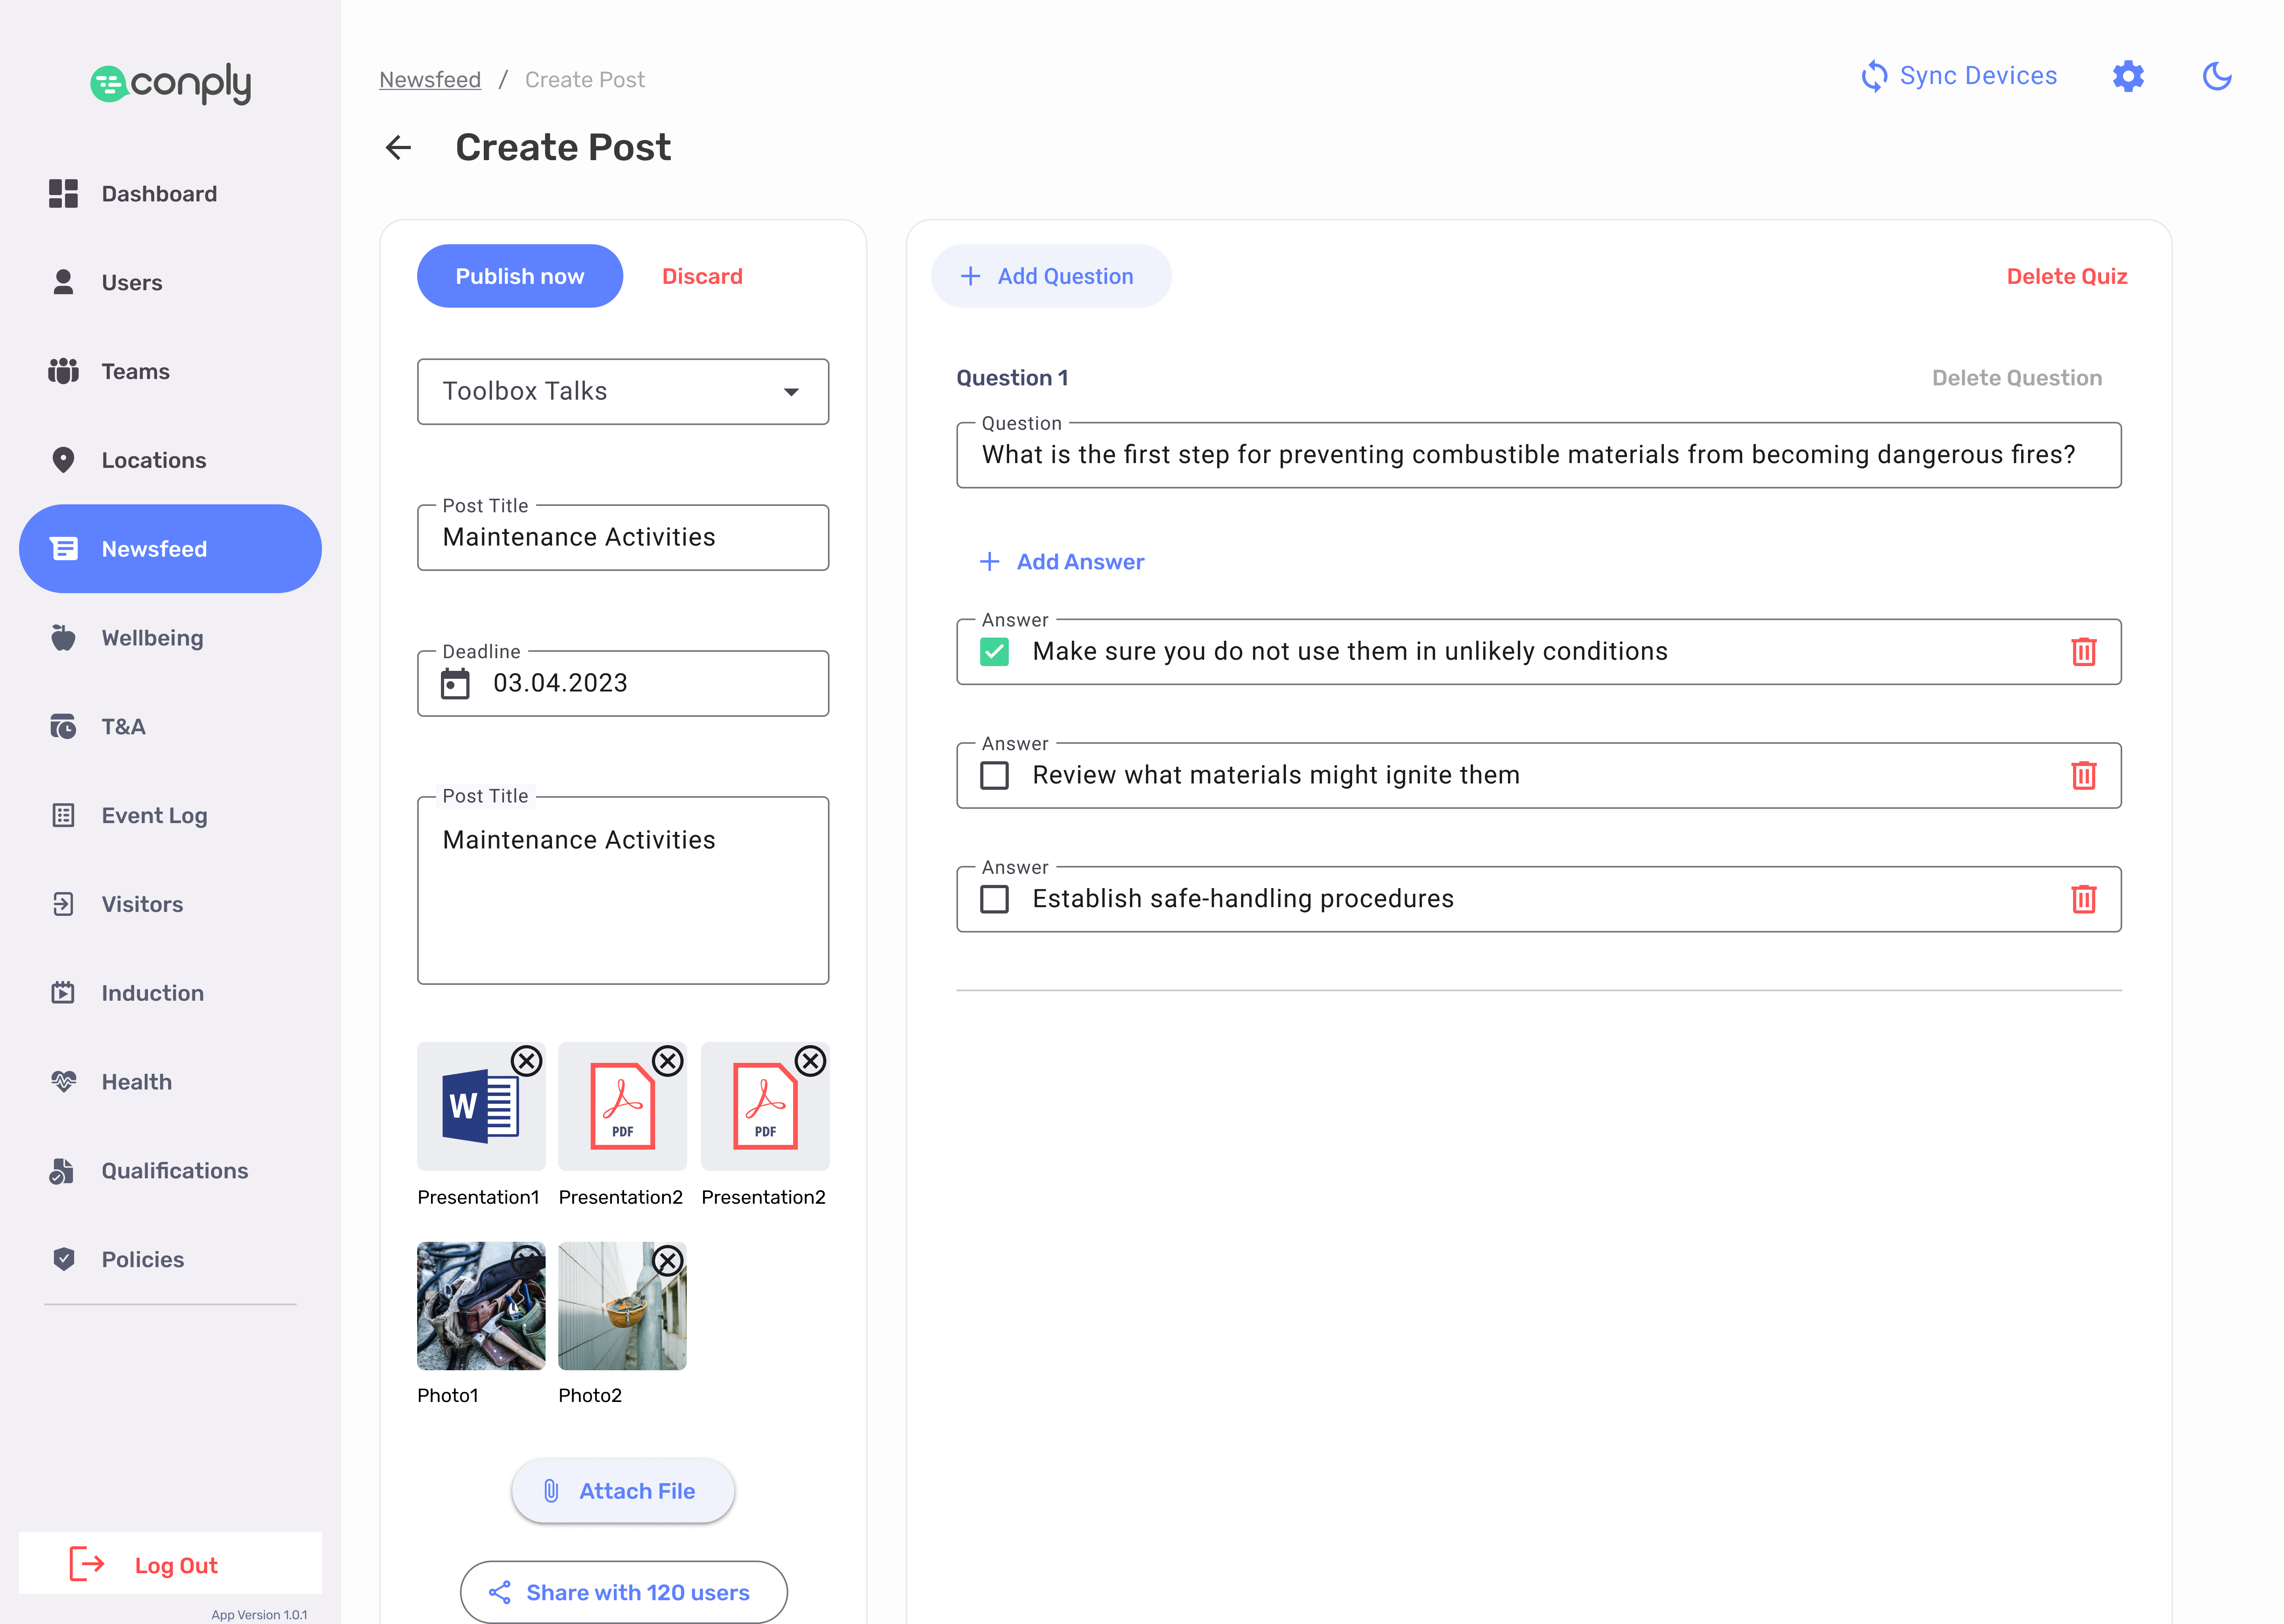 conply
Dashboard
Users
Teams
Locations
Newsfeed
Wellbeing
T&A
Event Log
Visitors
Induction
Health
Qualifications
Policies
Log Out
App Version 1.0.1
Newsfeed / Create Post
Sync Devices
Create Post
Publish now
Discard
Toolbox Talks
Post Title
Maintenance Activities
Deadline
03.04.2023
Post Title
Maintenance Activities
W
PDF
PDF
Presentation1
Presentation2
Presentation2
Photo1
Photo2
Attach File
Share with 120 users
Add Question
Delete Quiz
Question 1
Delete Question
Question
What is the first step for preventing combustible materials from becoming dangerous fires?
Add Answer
Answer
Make sure you do not use them in unlikely conditions
Answer
Review what materials might ignite them
Answer
Establish safe-handling procedures